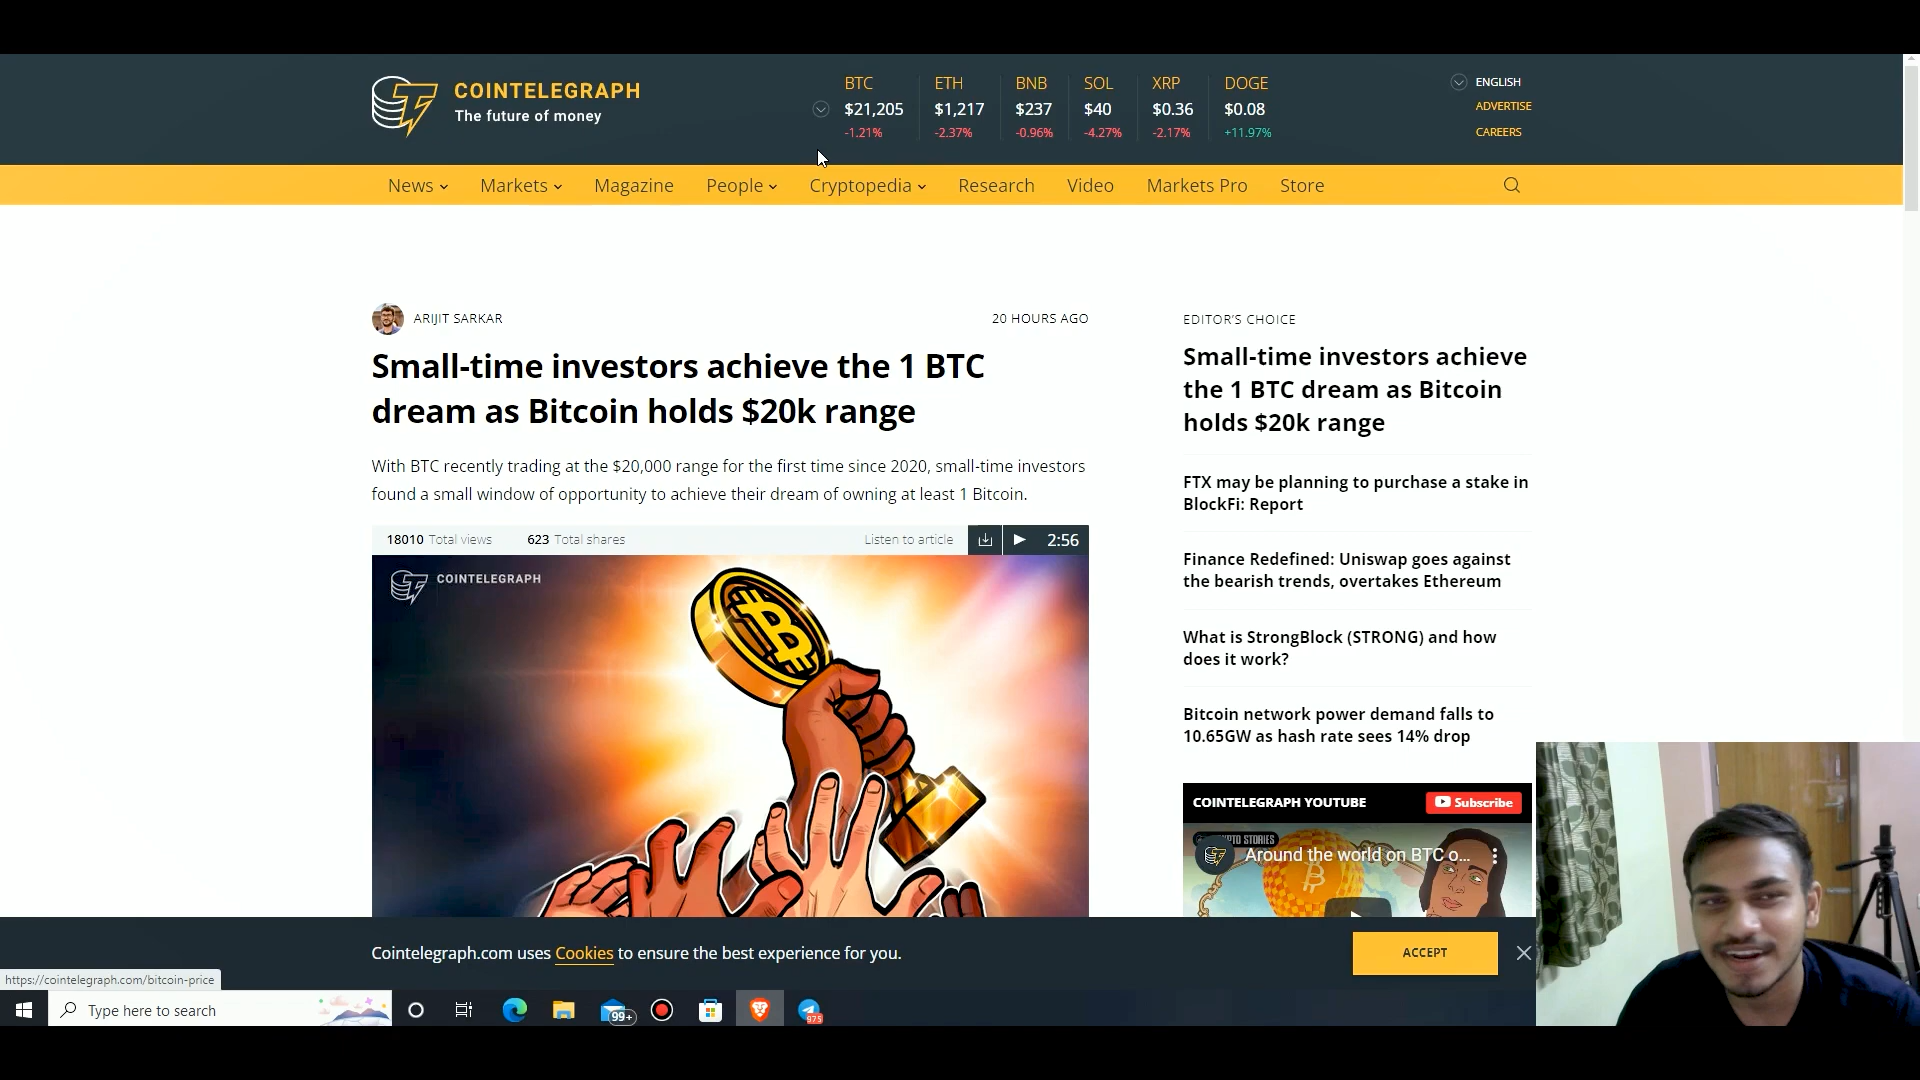 COINTELEGRAPH
The future of money
BTC
$21,205
-1.21%
ETH
$1,217
-2.37%
BNB
$237
-0.96%
SOL
$40
-4.27%
XRP
$0.36
-2.17%
DOGE
$0.08
+11.97%
ENGLISH
ADVERTISE
CAREERS
News Markets Magazine People Cryptopedia Research Video Markets Pro Store
ARIJIT SARKAR
20 HOURS AGO
Small-time investors achieve the 1 BTC
dream as Bitcoin holds $20k range
With BTC recently trading at the $20,000 range for the first time since 2020, small-time investors
found a small window of opportunity to achieve their dream of owning at least 1 Bitcoin.
18010 Total views 623 Total shares Listen to article 2:56
COINTELEGRAPH
EDITOR'S CHOICE
Small-time investors achieve
the 1 BTC dream as Bitcoin
holds $20k range
FTX may be planning to purchase a stake in
BlockFi: Report
Finance Redefined: Uniswap goes against
the bearish trends, overtakes Ethereum
What is StrongBlock (STRONG) and how
does it work?
Bitcoin network power demand falls to
10.65GW as hash rate sees 14% drop
COINTELEGRAPH YOUTUBE
Subscribe
STORIES
Around the world on BTC o...
Cointelegraph.com uses Cookies to ensure the best experience for you.
ACCEPT
https://cointelegraph.com/bitcoin-price
Type here to search
99+
975